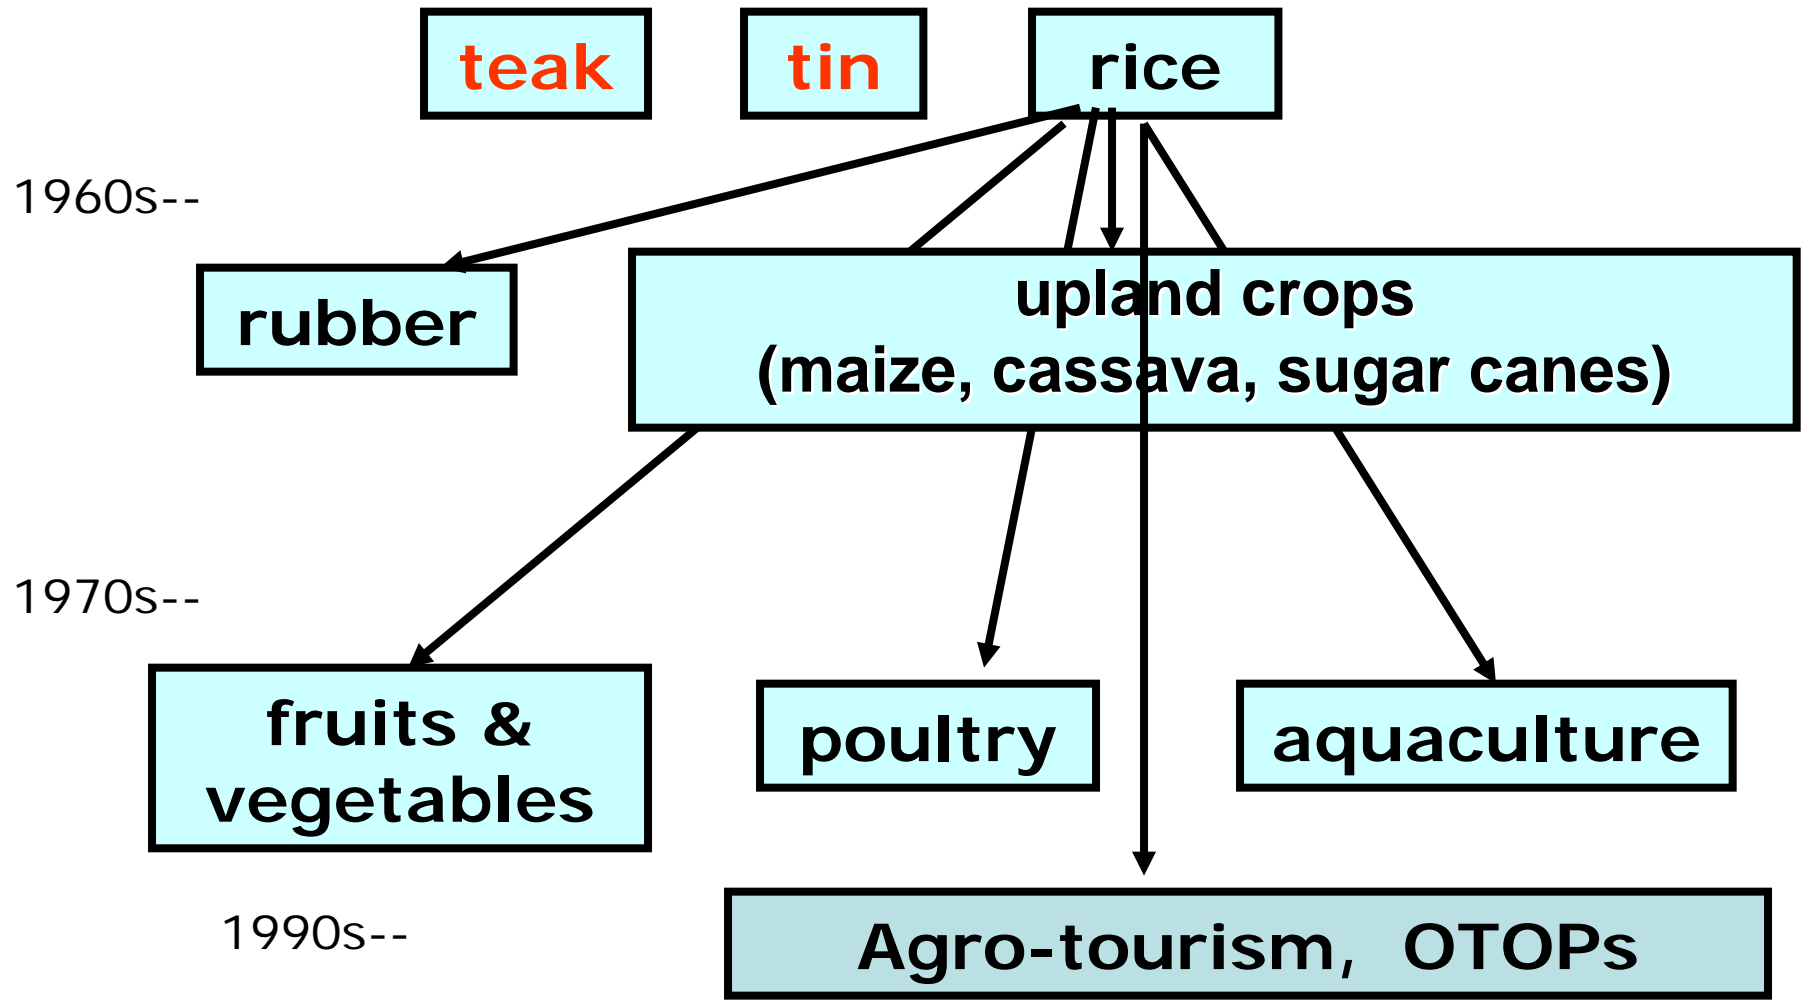 teak
tin
rice
1960s--
rubber
upland crops
(maize, cassava, sugar canes)
1970s--
fruits &
vegetables
poultry
aquaculture
1990s--
Agro-tourism, OTOPs